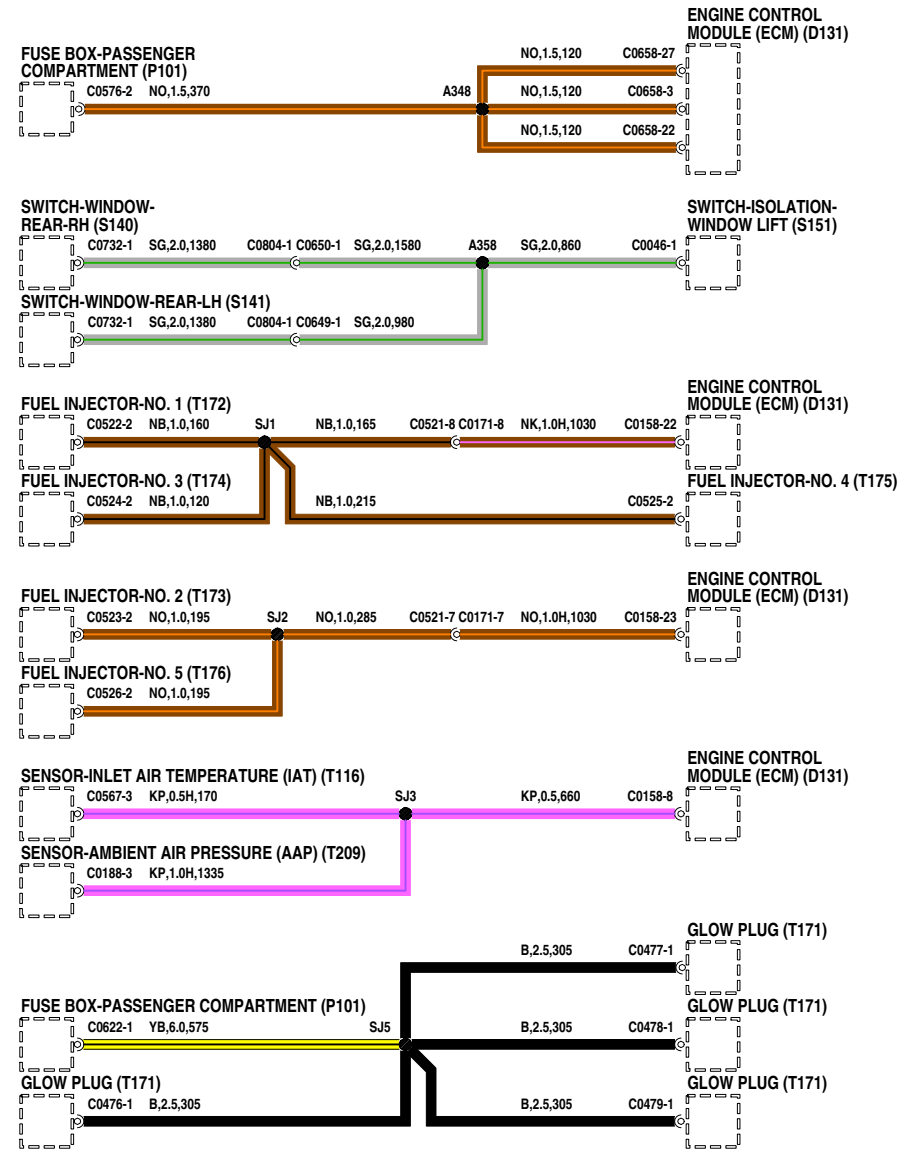 ENGINE CONTROL
MODULE (ECM) (D131)
FUSE BOX-PASSENGER
COMPARTMENT (P101)
NO,1.5,120 C0658-27
C0576-2 NO,1.5,370 A348 NO,1.5,120 C0658-3
NO,1.5,120 C0658-22
SWITCH-WINDOW-
REAR-RH (S140)
SWITCH-ISOLATION-
WINDOW LIFT (S151)
C0732-1 SG,2.0,1380 C0804-1 C0650-1 SG,2.0,1580 A358 SG,2.0,860 C0046-1
SWITCH-WINDOW-REAR-LH (S141)
C0732-1 SG,2.0,1380 C0804-1 C0649-1 SG,2.0,980
ENGINE CONTROL
MODULE (ECM) (D131)
FUEL INJECTOR-NO. 1 (T172)
C0522-2 NB,1.0,160 SJ1 NB,1.0,165 C0521-8 C0171-8 NK,1.0H,1030 C0158-22
FUEL INJECTOR-NO. 3 (T174) FUEL INJECTOR-NO. 4 (T175)
C0524-2 NB,1.0,120 NB,1.0,215 C0525-2
ENGINE CONTROL
MODULE (ECM) (D131)
FUEL INJECTOR-NO. 2 (T173)
C0523-2 NO,1.0,195 SJ2 NO,1.0,285 C0521-7 C0171-7 NO,1.0H,1030 C0158-23
FUEL INJECTOR-NO. 5 (T176)
C0526-2 NO,1.0,195
ENGINE CONTROL
MODULE (ECM) (D131)
SENSOR-INLET AIR TEMPERATURE (IAT) (T116)
C0567-3 KP,0.5H,170 SJ3 KP,0.5,660 C0158-8
SENSOR-AMBIENT AIR PRESSURE (AAP) (T209)
C0188-3 KP,1.0H,1335
GLOW PLUG (T171)
B,2.5,305 C0477-1
FUSE BOX-PASSENGER COMPARTMENT (P101) GLOW PLUG (T171)
C0622-1 YB,6.0,575 SJ5 B,2.5,305 C0478-1
GLOW PLUG (T171) GLOW PLUG (T171)
C0476-1 B,2.5,305 B,2.5,305 C0479-1